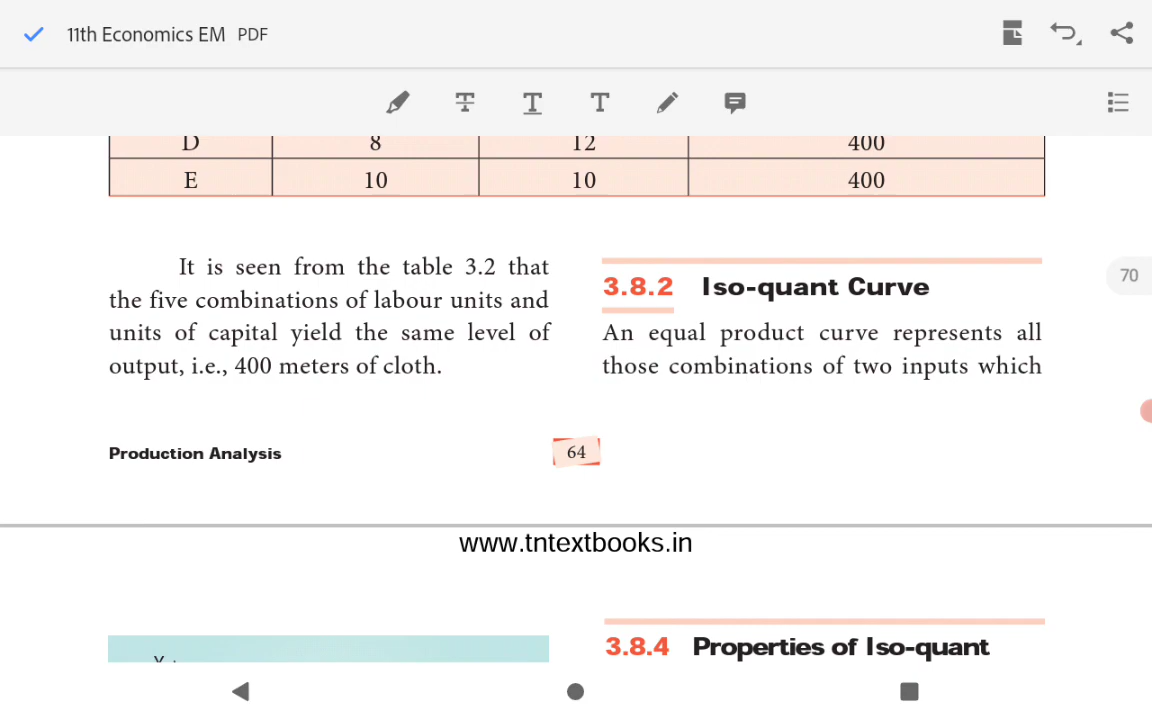 11th Economics EM PDF
D 8 12 400
E 10 10 400
It is seen from the table 3.2 that
the five combinations of labour units and
units of capital yield the same level of
output, i.e., 400 meters of cloth.
3.8.2 Iso-quant Curve
An equal product curve represents all
those combinations of two inputs which
70
Production Analysis
64
www.tntextbooks.in
Y
3.8.4 Properties of Iso-quant